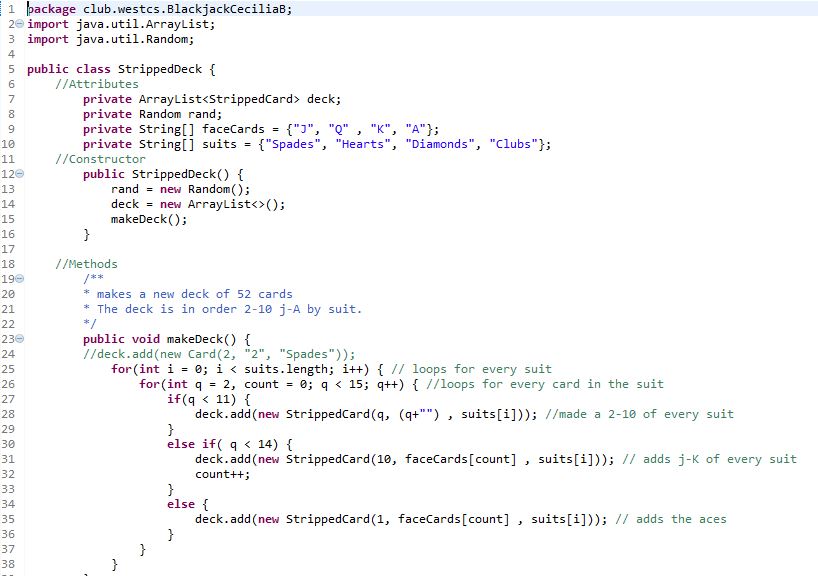 1 package club.westcs.BlackjackCeciliaB;
2 import java.util.ArrayList;
3 import java.util.Random;
4
5 public class StrippedDeck {
6 //Attributes
7 private ArrayList<StrippedCard> deck;
8 private Random rand;
9 private String[] faceCards = {"J", "Q" , "K", "A"};
10 private String[] suits = {"Spades", "Hearts", "Diamonds", "Clubs"};
11 //Constructor
12 public StrippedDeck() {
13 rand = new Random();
14 deck = new ArrayList<>();
15 makeDeck();
16 }
17
18 //Methods
19 /**
20 * makes a new deck of 52 cards
21 * The deck is in order 2-10 j-A by suit.
22 */
23 public void makeDeck() {
24 //deck.add(new Card(2, "2", "Spades"));
25 for(int i = 0; i < suits.length; i++) { // loops for every suit
26 for(int q = 2, count = 0; q < 15; q++) { //loops for every card in the suit
27 if(q < 11) {
28 deck.add(new StrippedCard(q, (q+"") , suits[i])); //made a 2-10 of every suit
29 }
30 else if( q < 14) {
31 deck.add(new StrippedCard(10, faceCards[count] , suits[i])); // adds j-K of every suit
32 count++;
33 }
34 else {
35 deck.add(new StrippedCard(1, faceCards[count] , suits[i])); // adds the aces
36 }
37 }
38 }